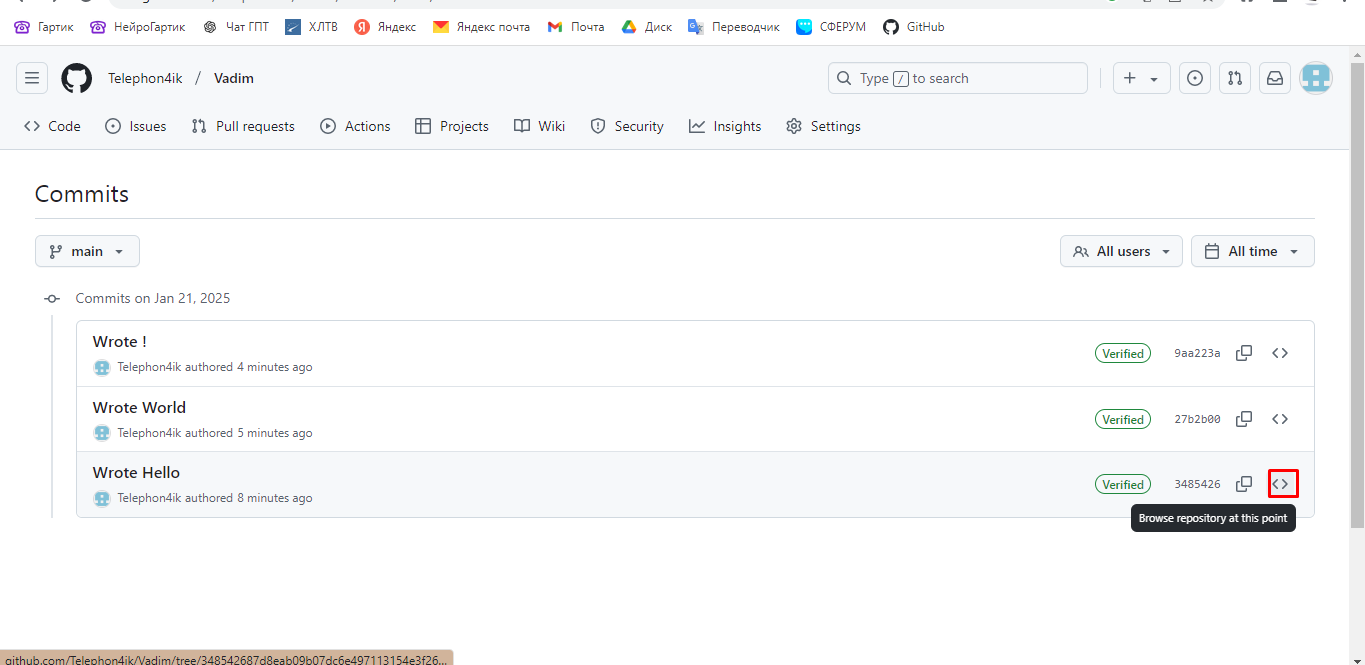 Гартик НейроГартик Чат ГПТ ХЛТВ Яндекс Яндекс почта Почта Диск Переводчик СФЕРУМ GitHub
Telephon4ik / Vadim Type / to search
Code Issues Pull requests Actions Projects Wiki Security Insights Settings
Commits
main All users All time
Commits on Jan 21, 2025
Wrote !
Telephon4ik authored 4 minutes ago
Verified 9aa223a
Wrote World
Telephon4ik authored 5 minutes ago
Verified 27b2b00
Wrote Hello
Telephon4ik authored 8 minutes ago
Verified 3485426
Browse repository at this point
github.com/Telephon4ik/Vadim/tree/348542687d8eab09b07dc6e497113154e3f26...